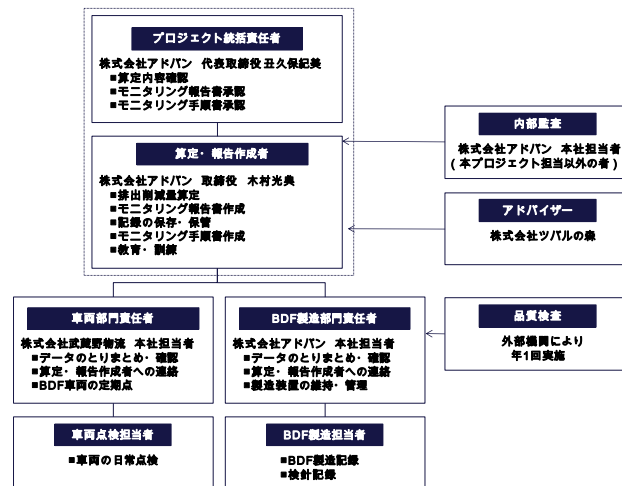 プロジェクト統括責任者
株式会社アドバン 代表取締役 丑久保紀美
■算定内容確認
■モニタリング報告書承認
■モニタリング手順書承認
算定・報告作成者
株式会社アドバン 取締役 木村光典
■排出削減量算定
■モニタリング報告書作成
■記録の保存・保管
■モニタリング手順書作成
■教育・訓練
内部監査
株式会社アドバン 本社担当者
(本プロジェクト担当以外の者)
アドバイザー
株式会社ツバルの森
車両部門責任者
株式会社武蔵野物流 本社担当者
■データのとりまとめ・確認
■算定・報告作成者への連絡
■BDF車両の定期点
BDF製造部門責任者
株式会社アドバン 本社担当者
■データのとりまとめ・確認
■算定・報告作成者への連絡
■製造装置の維持・管理
品質検査
外部機関により
年1回実施
車両点検担当者
■車両の日常点検
BDF製造担当者
■BDF製造記録
■検針記録